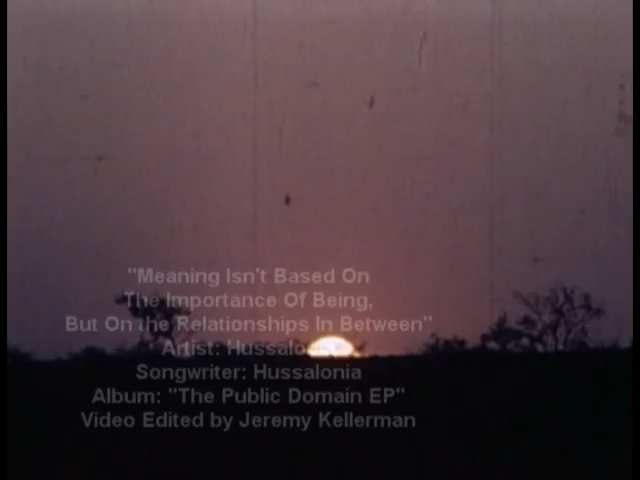 "Meaning Isn't Based On
The Importance Of Being,
But On the Relationships In Between"
Artist: Hussalonia
Songwriter: Hussalonia
Album: "The Public Domain EP"
Video Edited by Jeremy Kellerman